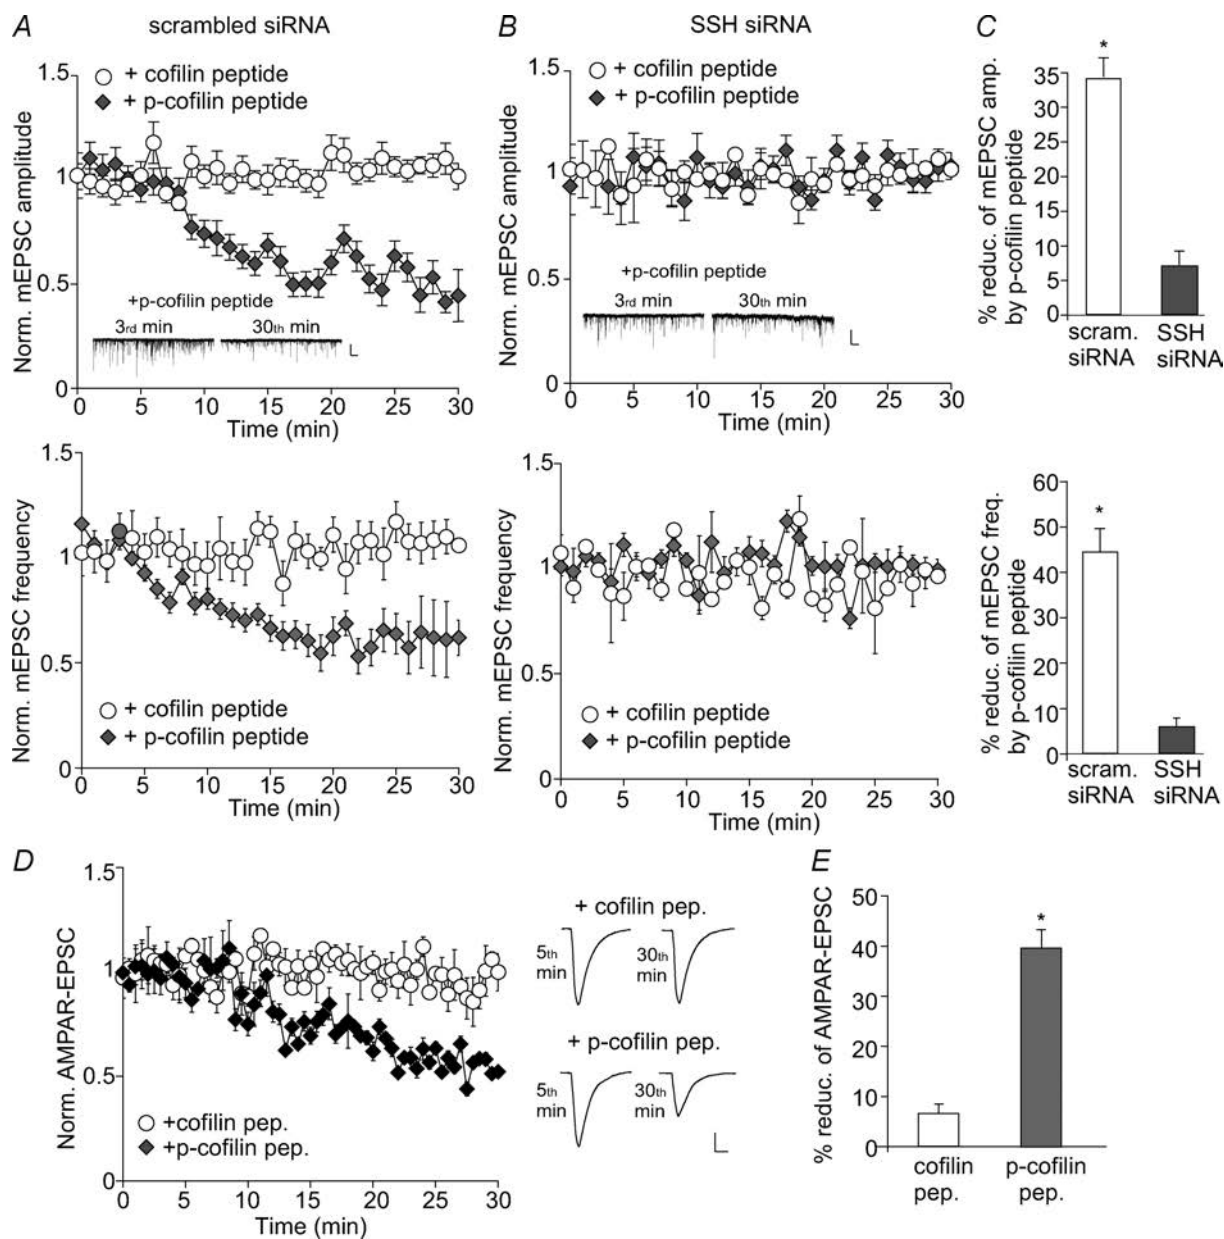 A
scrambled siRNA
+ cofilin peptide
+ p-cofilin peptide
Norm. mEPSC amplitude
1.5
1
0.5
0
+p-cofilin peptide
3rd min
30th min
0 5 10 15 20 25 30
Time (min)
B
SSH siRNA
+ cofilin peptide
+ p-cofilin peptide
Norm. mEPSC amplitude
1.5
1
0.5
0
+p-cofilin peptide
3rd min
30th min
0 5 10 15 20 25 30
Time (min)
C
% reduc. of mEPSC amp.
by p-cofilin peptide
35
30
25
20
15
10
5
0
*
scram.
siRNA
SSH
siRNA
Norm. mEPSC frequency
1.5
1
0.5
0
+ cofilin peptide
+ p-cofilin peptide
0 5 10 15 20 25 30
Time (min)
Norm. mEPSC frequency
1.5
1
0.5
0
+ cofilin peptide
+ p-cofilin peptide
0 5 10 15 20 25 30
Time (min)
% reduc. of mEPSC freq.
by p-cofilin peptide
60
50
40
30
20
10
0
*
scram.
siRNA
SSH
siRNA
D
Norm. AMPAR-EPSC
1.5
1
0.5
0
+cofilin pep.
+p-cofilin pep.
0 5 10 15 20 25 30
Time (min)
+ cofilin pep.
5th
min
30th
min
+ p-cofilin pep.
5th
min
30th
min
E
% reduc. of AMPAR-EPSC
50
40
30
20
10
0
*
cofilin
pep.
p-cofilin
pep.